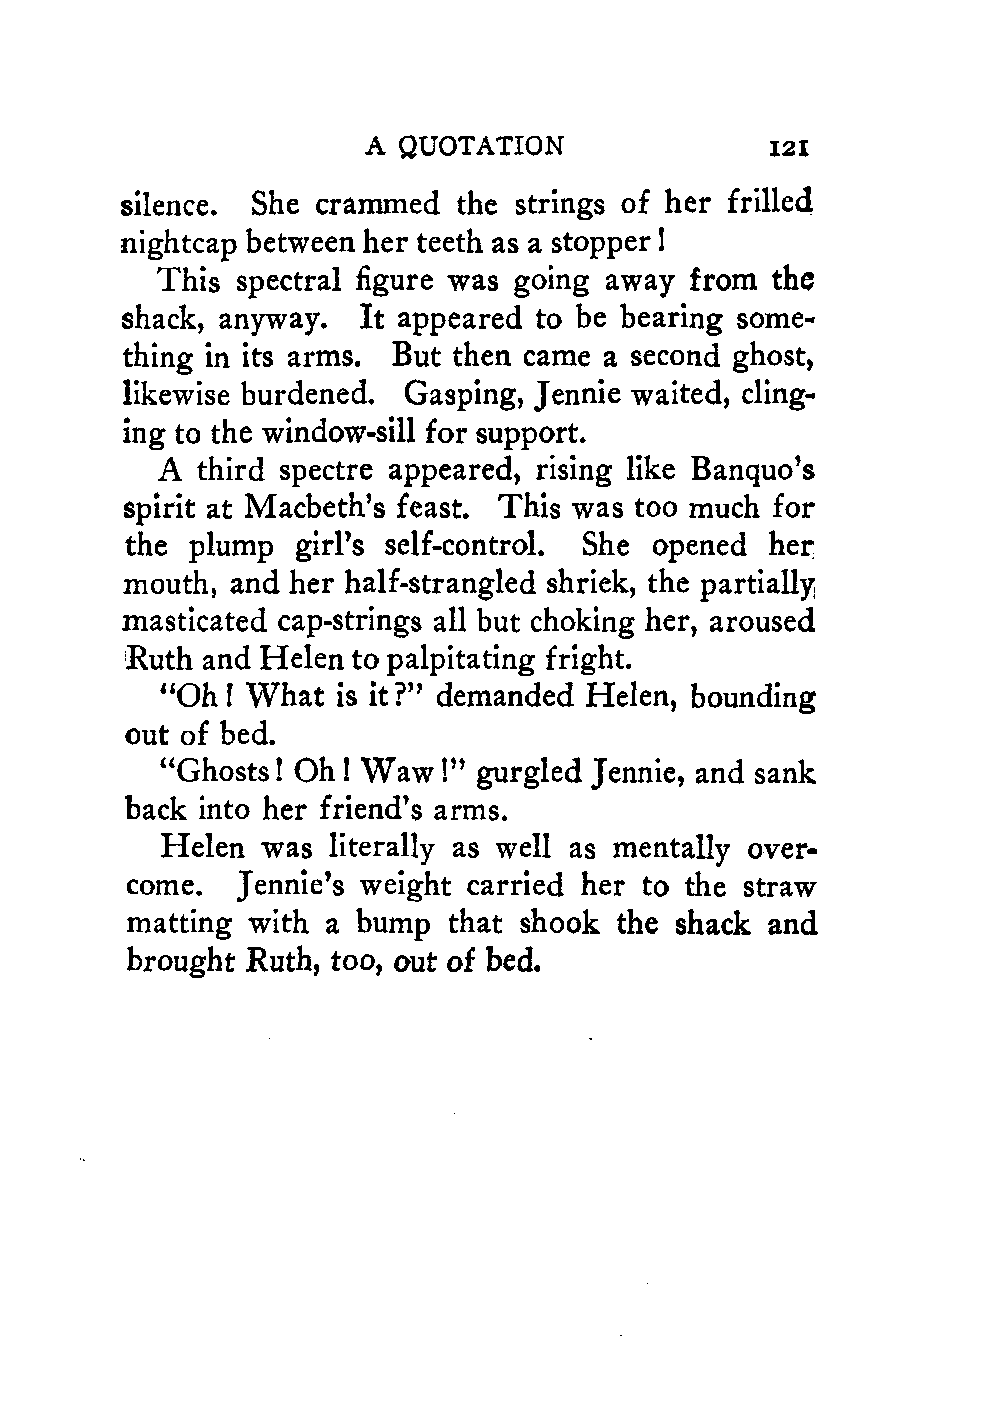 A QUOTATION 121
silence. She crammed the strings of her frilled
nightcap between her teeth as a stopper!
This spectral figure was going away from the
shack, anyway. It appeared to be bearing some-
thing in its arms. But then came a second ghost,
likewise burdened. Gasping, Jennie waited, cling-
ing to the window-sill for support.
A third spectre appeared, rising like Banquo's
spirit at Macbeth's feast. This was too much for
the plump girl's self-control. She opened her
mouth, and her half-strangled shriek, the partially
masticated cap-strings all but choking her, aroused
Ruth and Helen to palpitating fright.
"Oh! What is it?" demanded Helen, bounding
out of bed.
"Ghosts! Oh! Waw!" gurgled Jennie, and sank
back into her friend's arms.
Helen was literally as well as mentally over-
come. Jennie's weight carried her to the straw
matting with a bump that shook the shack and
brought Ruth, too, out of bed.